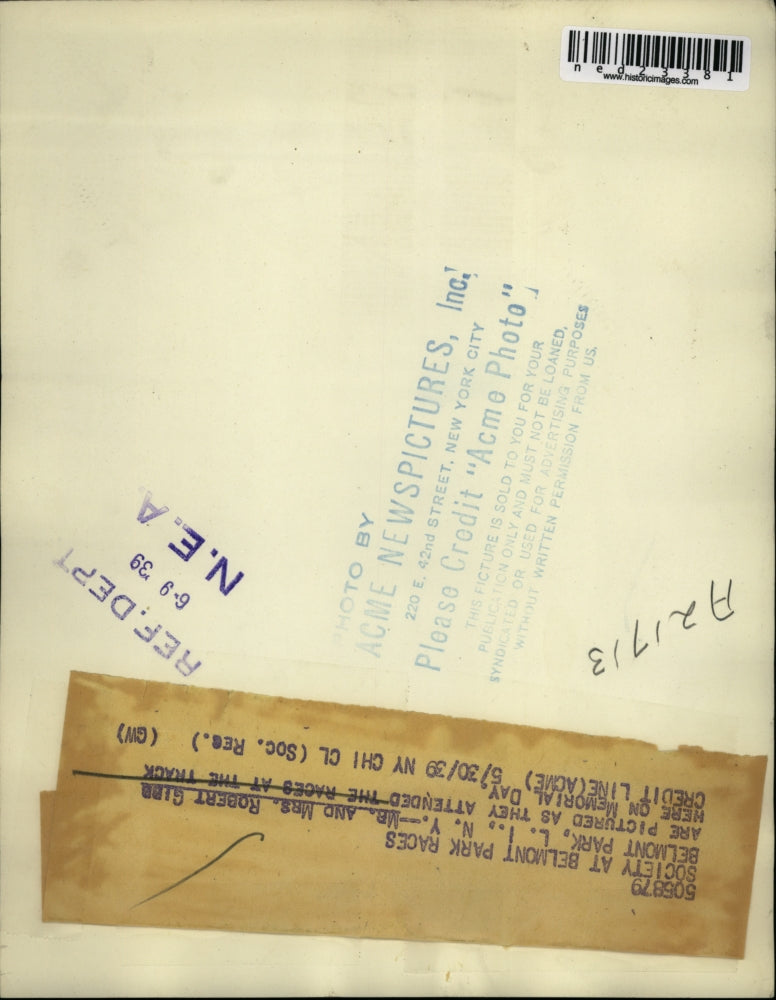 ned23381
www.historicimages.com
PHOTO BY
ACME NEWSPICTURES, Inc.
220 E. 42nd STREET, NEW YORK CITY
Please Credit "Acme Photo"
THIS PICTURE IS SOLD TO YOU FOR YOUR
PUBLICATION ONLY AND MUST NOT BE LOANED,
SYNDICATED OR USED FOR ADVERTISING PURPOSES
WITHOUT WRITTEN PERMISSION FROM US.
REF. DEPT
6-9 '39
N.E.A.
A21713
505879
SOCIETY AT BELMONT PARK RACES
BELMONT PARK, L. I., N. Y.--MR. AND MRS. ROBERT GIBB
ARE PICTURED AS THEY ATTENDED THE RACES AT THE TRACK
HERE ON MEMORIAL DAY,
CREDIT LINE(ACME) 5/30/39 NY CHI CL (SOC. REG.) (GW)